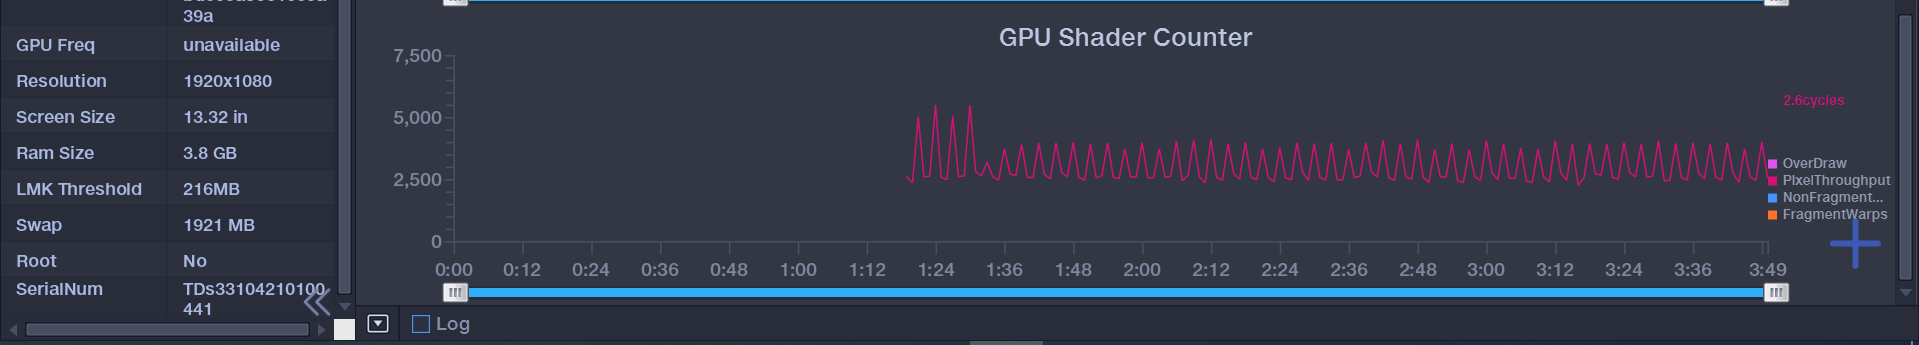 39a
GPU Freq unavailable
Resolution 1920x1080
Screen Size 13.32 in
Ram Size 3.8 GB
LMK Threshold 216MB
Swap 1921 MB
Root No
SerialNum TDs33104210100
441
GPU Shader Counter
7,500
5,000
2,500
0
0:00 0:12 0:24 0:36 0:48 1:00 1:12 1:24 1:36 1:48 2:00 2:12 2:24 2:36 2:48 3:00 3:12 3:24 3:36 3:49
2.6cycles
OverDraw
PixelThroughput
NonFragment...
FragmentWarps
Log